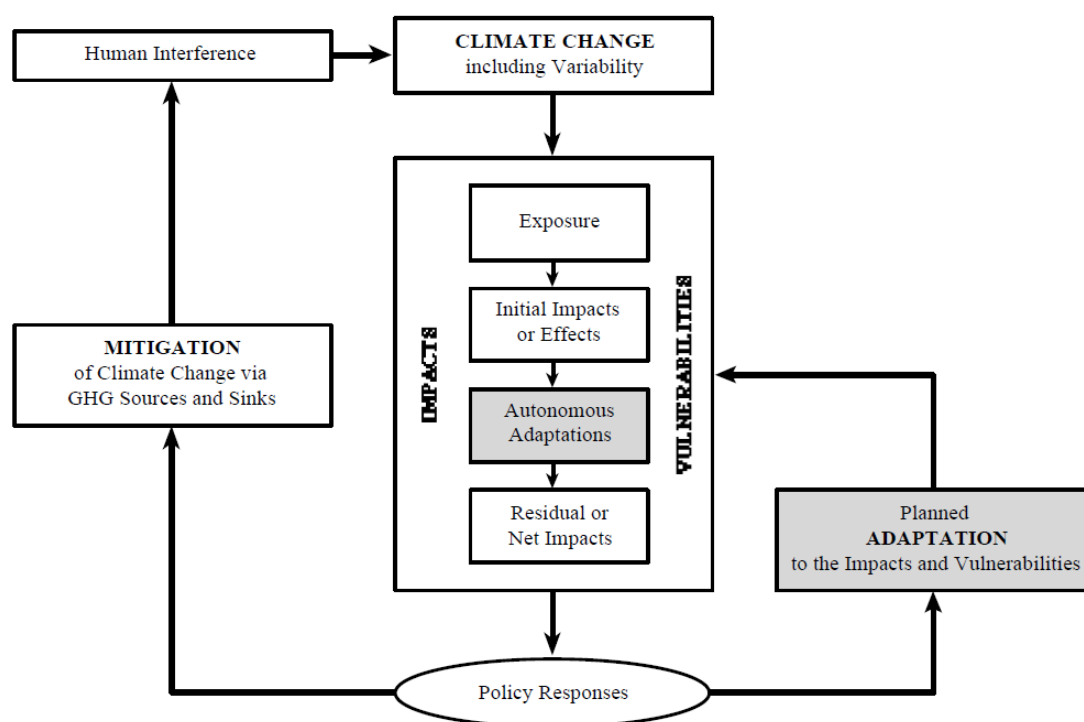 Human Interference
CLIMATE CHANGE
including Variability
IMPACTS
VULNERABILITIES
Exposure
Initial Impacts
or Effects
Autonomous
Adaptations
Residual or
Net Impacts
MITIGATION
of Climate Change via
GHG Sources and Sinks
Planned
ADAPTATION
to the Impacts and Vulnerabilities
Policy Responses